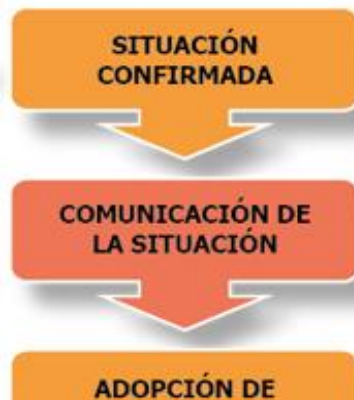 SITUACIÓN
CONFIRMADA
COMUNICACIÓN DE
LA SITUACIÓN
ADOPCIÓN DE